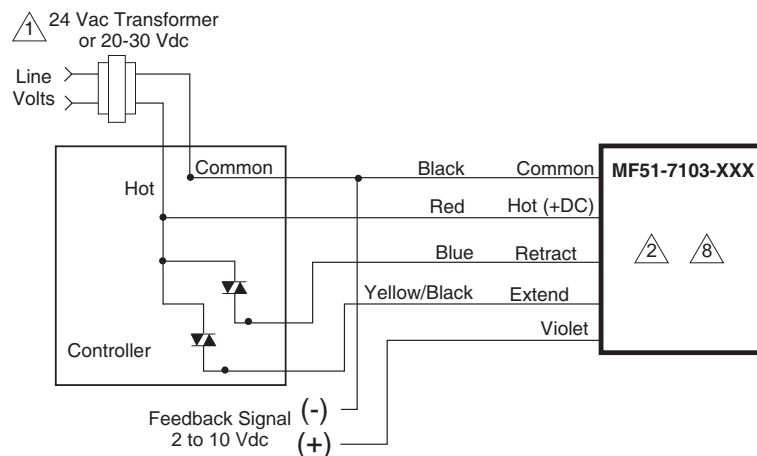 1
24 Vac Transformer
or 20-30 Vdc
Line
Volts
Common
Hot
Black
Common
MF51-7103-XXX
Red
Hot (+DC)
2
8
Blue
Retract
Yellow/Black
Extend
Violet
Controller
Feedback Signal (-)
2 to 10 Vdc (+)